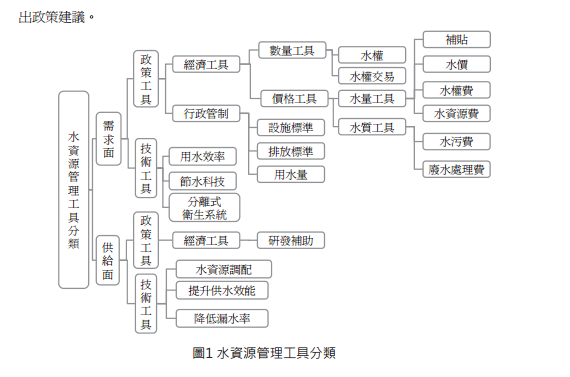 出政策建議。
水資源管理工具分類
需求面
政策工具
經濟工具
數量工具
水權
水權交易
價格工具
水量工具
補貼
水價
水權費
水資源費
水質工具
水污費
廢水處理費
行政管制
設施標準
排放標準
用水量
技術工具
用水效率
節水科技
分離式
衛生系統
供給面
政策工具
經濟工具
研發補助
技術工具
水資源調配
提升供水效能
降低漏水率
圖1 水資源管理工具分類